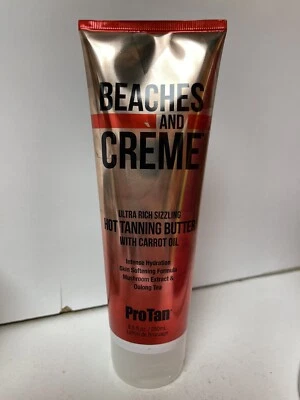 BEACHES
AND
CREME
ULTRA RICH SIZZLING
HOT TANNING BUTTER
WITH CARROT OIL
Intense Hydration
Skin Softening Formula
Mushroom Extract &
Oolong Tea
ProTan